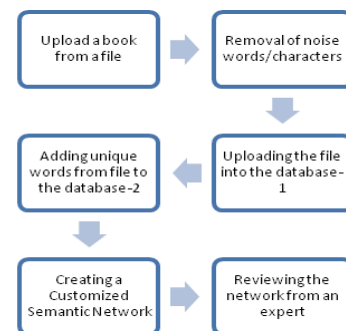 Upload a book
from a file
Removal of noise
words/characters
Uploading the file
into the database-
1
Adding unique
words from file to
the database-2
Creating a
Customized
Semantic Network
Reviewing the
network from an
expert